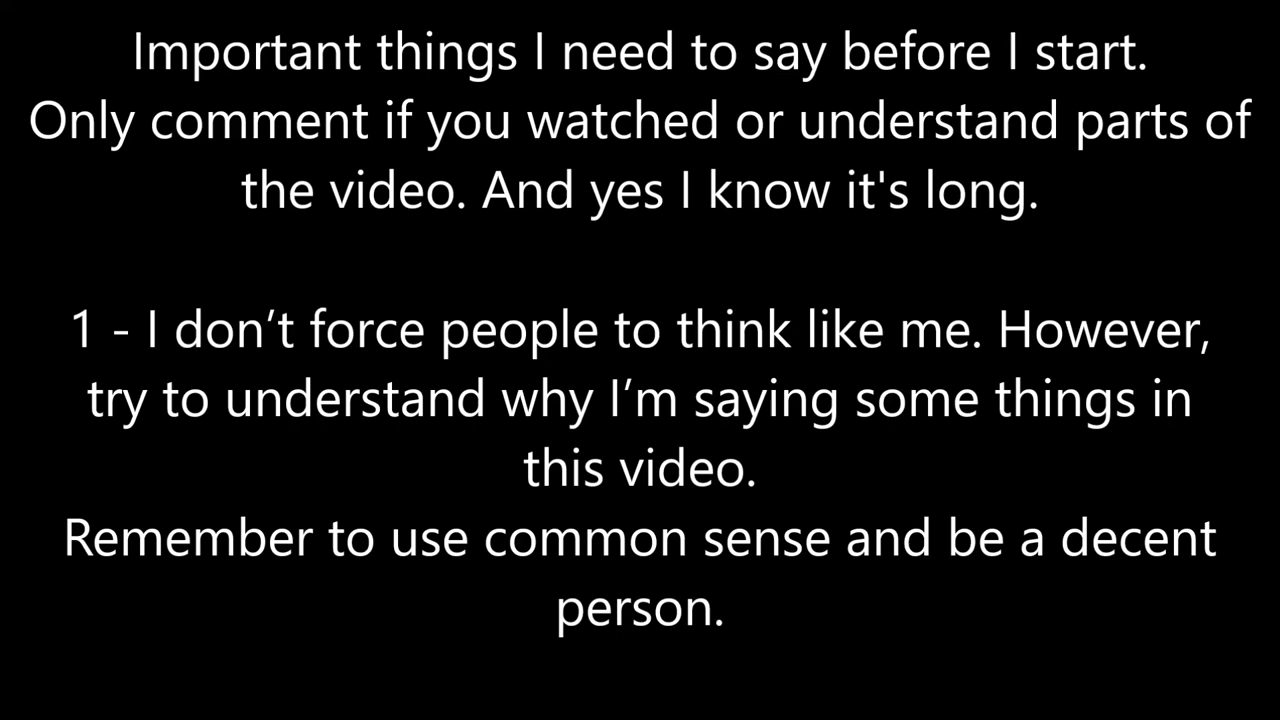 Important things I need to say before I start.
Only comment if you watched or understand parts of
the video. And yes I know it's long.
1 - I don’t force people to think like me. However,
try to understand why I’m saying some things in
this video.
Remember to use common sense and be a decent
person.